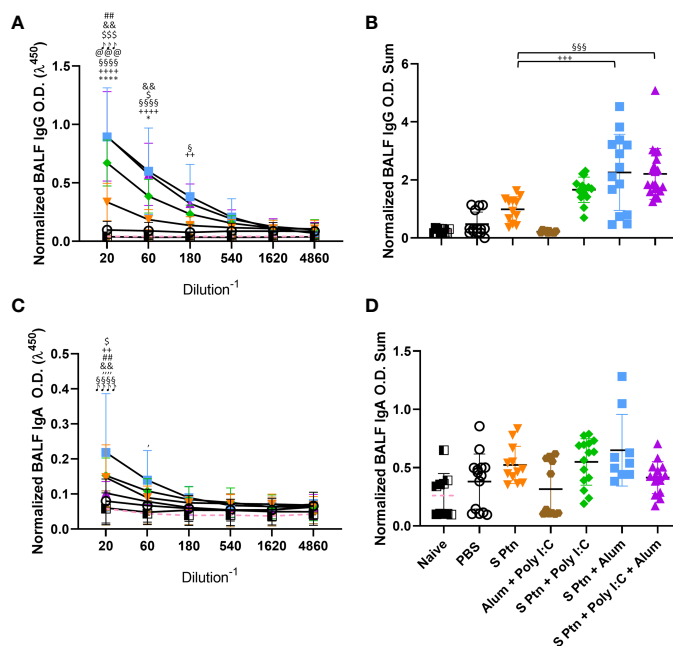 A
##
&&
$$$
♪♪♪
@@@
§§§§
++++
****
&&
$
§§§§
++++
*
§
++
Normalized BALF IgG O.D. (λ450)
1.5
1.0
0.5
0.0
20 60 180 540 1620 4860
Dilution-1
B
§§§
+++
Normalized BALF IgG O.D. Sum
6
4
2
0
C
$
++
##
&&
,,,,
§§§§
♪♪♪♪
,
Normalized BALF IgA O.D. (λ450)
0.5
0.4
0.3
0.2
0.1
0.0
20 60 180 540 1620 4860
Dilution-1
D
Normalized BALF IgA O.D. Sum
1.5
1.0
0.5
0.0
Naive
PBS
S Ptn
Alum + Poly I:C
S Ptn + Poly I:C
S Ptn + Alum
S Ptn + Poly I:C + Alum